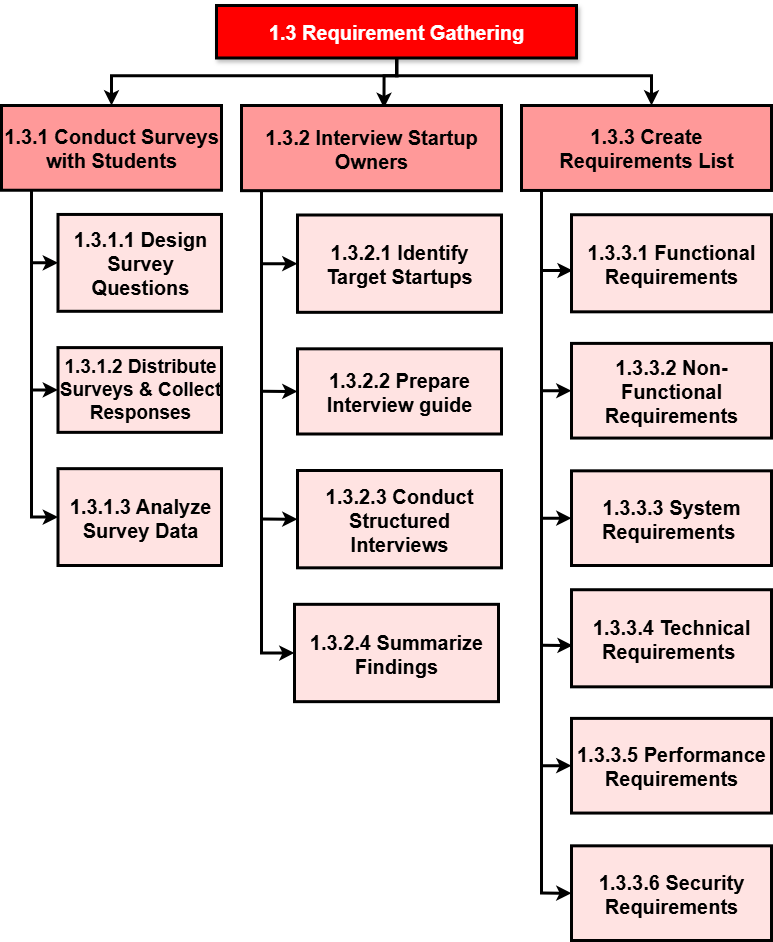 1.3 Requirement Gathering
1.3.1 Conduct Surveys
with Students
1.3.2 Interview Startup
Owners
1.3.3 Create
Requirements List
1.3.1.1 Design
Survey
Questions
1.3.1.2 Distribute
Surveys & Collect
Responses
1.3.1.3 Analyze
Survey Data
1.3.2.1 Identify
Target Startups
1.3.2.2 Prepare
Interview guide
1.3.2.3 Conduct
Structured
Interviews
1.3.2.4 Summarize
Findings
1.3.3.1 Functional
Requirements
1.3.3.2 Non-
Functional
Requirements
1.3.3.3 System
Requirements
1.3.3.4 Technical
Requirements
1.3.3.5 Performance
Requirements
1.3.3.6 Security
Requirements